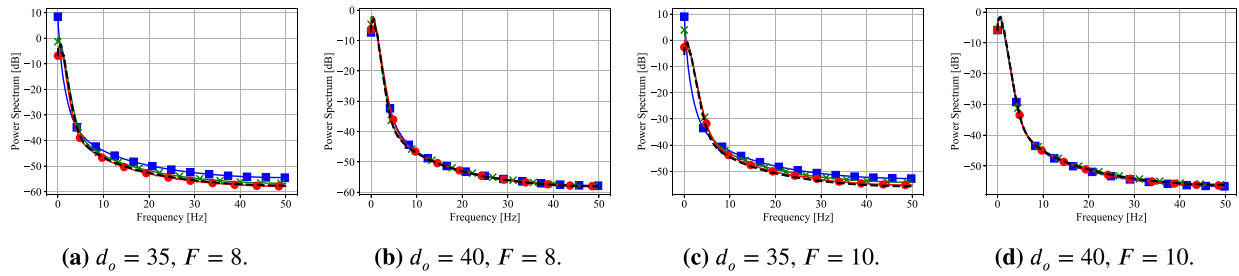 10
0
−10
−20
−30
−40
−50
−60
Power Spectrum [dB]
0 10 20 30 40 50
Frequency [Hz]
(a) dₒ = 35, F = 8.
0
−10
−20
−30
−40
−50
−60
Power Spectrum [dB]
0 10 20 30 40 50
Frequency [Hz]
(b) dₒ = 40, F = 8.
10
0
−10
−20
−30
−40
−50
Power Spectrum [dB]
0 10 20 30 40 50
Frequency [Hz]
(c) dₒ = 35, F = 10.
0
−10
−20
−30
−40
−50
Power Spectrum [dB]
0 10 20 30 40 50
Frequency [Hz]
(d) dₒ = 40, F = 10.